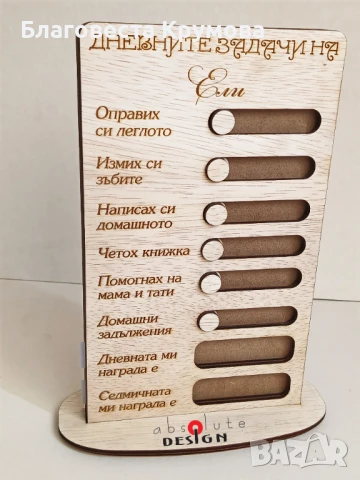 Благовеста Крумова
ДНЕВНИТЕ ЗАДАЧИ НА
Ели
Оправих
си леглото
Измих си
зъбите
Написах си
домашното
Четох книжка
Помогнах на
мама и тати
Домашни
задължения
Дневната ми
награда е
Седмичната
ми награда е
absolute
DESIGN
BAZAR